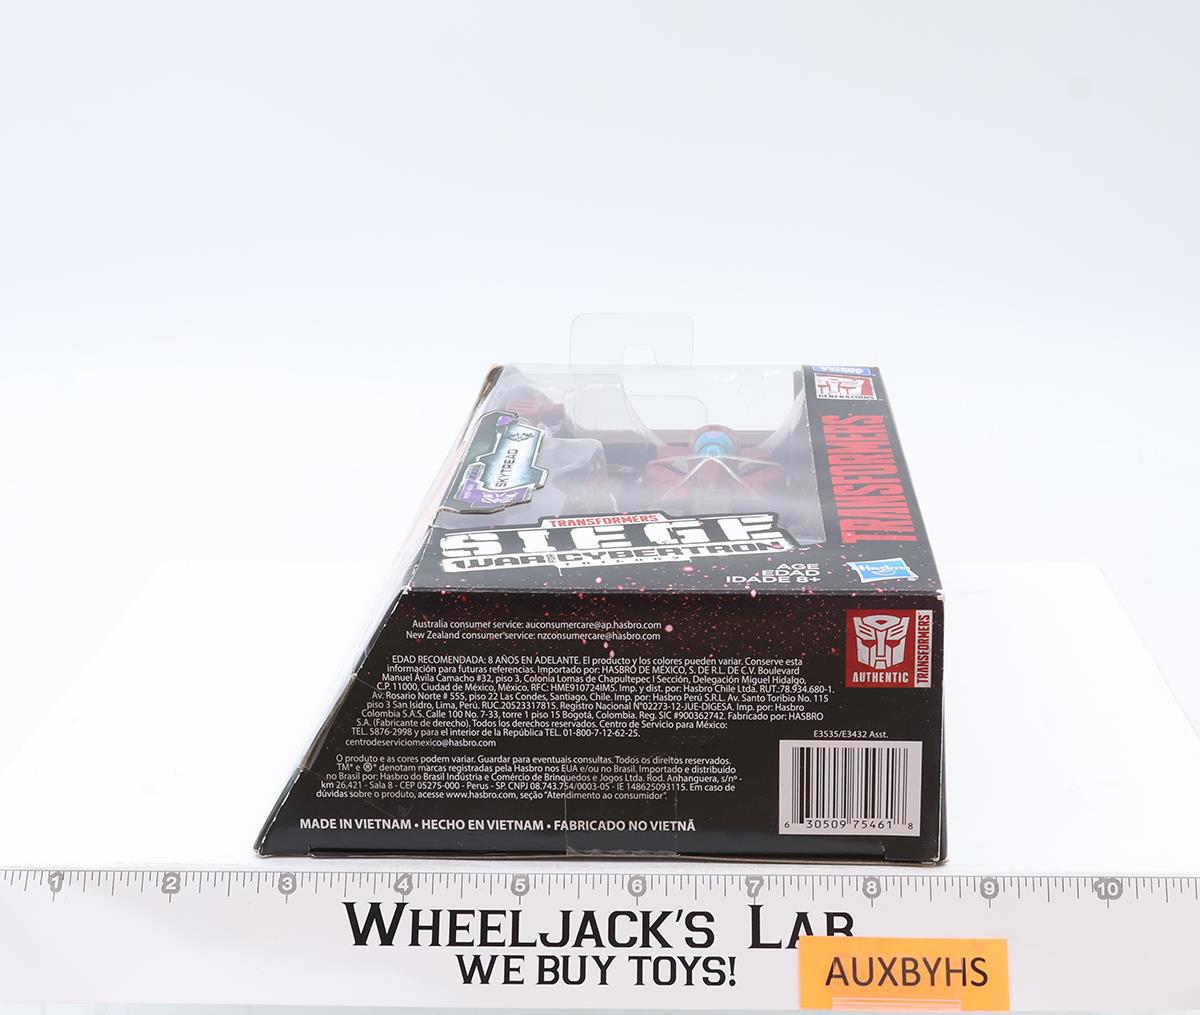 GENERATIONS
TRANSFORMERS
SKYTREAD
TRANSFORMERS
SIEGE
WAR FOR CYBERTRON
TRILOGY
AGE
EDAD
IDADE 8+
Hasbro
Australia consumer service: auconsumercare@ap.hasbro.com
New Zealand consumer service: nzconsumercare@hasbro.com
AUTHENTIC
TRANSFORMERS
EDAD RECOMENDADA: 8 AÑOS EN ADELANTE. El producto y los colores pueden variar. Conserve esta
información para futuras referencias. Importado por: HASBRO DE MÉXICO, S. DE R.L. DE C.V. Boulevard
Manuel Ávila Camacho #32, piso 3, Colonia Lomas de Chapultepec I Sección, Delegación Miguel Hidalgo,
C.P. 11000, Ciudad de México, México. RFC: HME910724IM5. Imp. y dist. por: Hasbro Chile Ltda. RUT.:78.934.680-1.
Av. Rosario Norte # 555, piso 22 Las Condes, Santiago, Chile. Imp. por: Hasbro Perú S.R.L. Av. Santo Toribio No. 115
piso 3 San Isidro, Lima, Perú, RUC.20523317815. Registro Nacional N°02273-12-JUE-DIGESA. Imp. por: Hasbro
Colombia S.A.S. Calle 100 No. 7-33, torre 1 piso 15 Bogotá, Colombia. Reg. SIC #900362742. Fabricado por: HASBRO
S.A. (Fabricante de derecho). Todos los derechos reservados. Centro de Servicio para México:
TEL. 5876-2998 y para el interior de la República TEL. 01-800-7-12-62-25.
centrodeserviciomexico@hasbro.com
E3535/E3432 Asst.
O produto e as cores podem variar. Guardar para eventuais consultas. Todos os direitos reservados.
TM* e ®* denotam marcas registradas pela Hasbro nos EUA e/ou no Brasil. Importado e distribuído
no Brasil por: Hasbro do Brasil Indústria e Comércio de Brinquedos e Jogos Ltda. Rod. Anhanguera, s/nº -
km 26,421 - Sala 8 - CEP 05275-000 - Perus - SP. CNPJ 08.743.754/0003-05 - IE 148625093115. Em caso de
dúvidas sobre o produto, acesse www.hasbro.com, seção "Atendimento ao consumidor".
MADE IN VIETNAM • HECHO EN VIETNAM • FABRICADO NO VIETNÃ
6 30509 75461 8
1 2 3 4 5 6 7 8 9 10
WHEELJACK'S LAB
WE BUY TOYS!
AUXBYHS